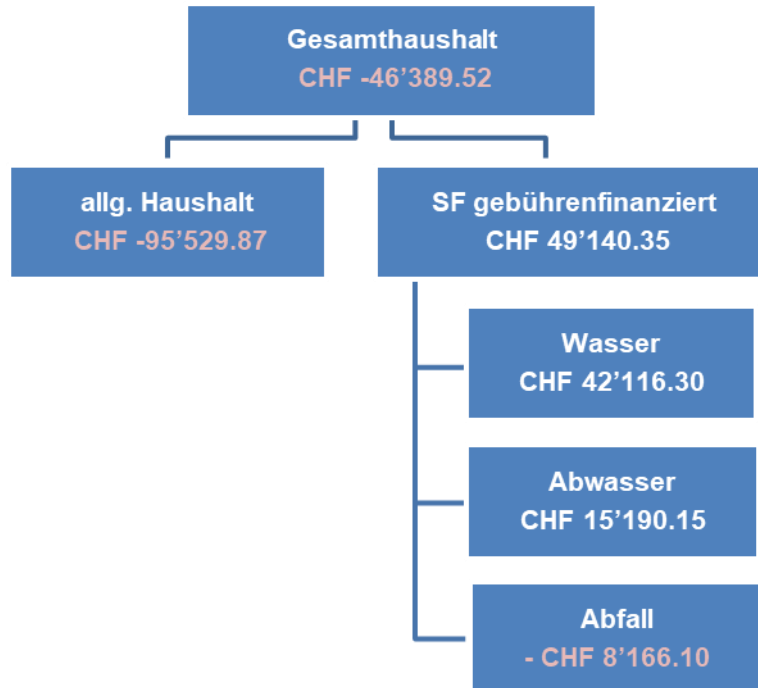 Gesamthaushalt
CHF -46’389.52
allg. Haushalt
CHF -95’529.87
SF gebührenfinanziert
CHF 49’140.35
Wasser
CHF 42’116.30
Abwasser
CHF 15’190.15
Abfall
- CHF 8’166.10